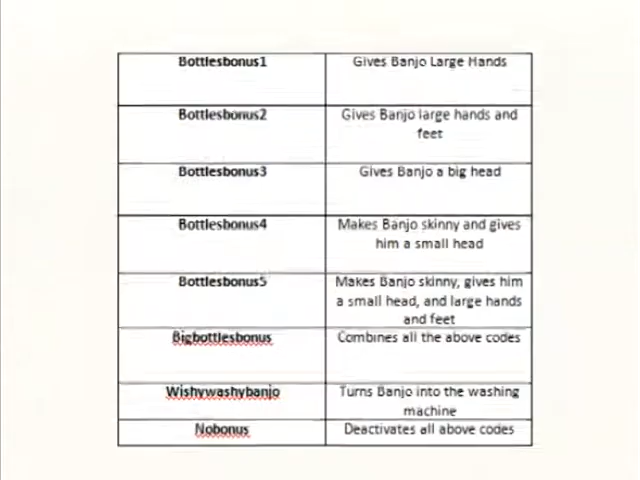 Bottlesbonus1 Gives Banjo Large Hands
Bottlesbonus2 Gives Banjo large hands and
feet
Bottlesbonus3 Gives Banjo a big head
Bottlesbonus4 Makes Banjo skinny and gives
him a small head
Bottlesbonus5 Makes Banjo skinny, gives him
a small head, and large hands
and feet
Bigbottlesbonus Combines all the above codes
Wishywashybanjo Turns Banjo into the washing
machine
Nobonus Deactivates all above codes